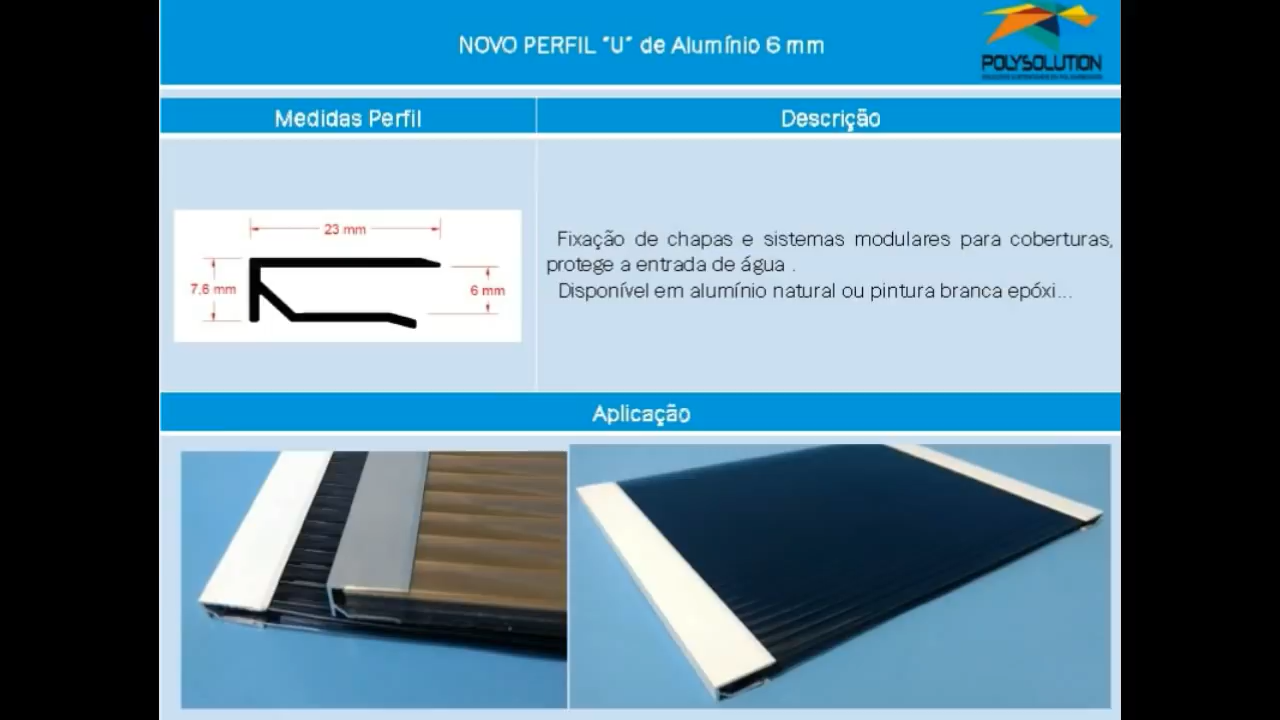 NOVO PERFIL "U" de Alumínio 6 mm
POLYSOLUTION
Medidas Perfil
Descrição
23 mm
7,6 mm
6 mm
Fixação de chapas e sistemas modulares para coberturas,
protege a entrada de água .
Disponível em alumínio natural ou pintura branca epóxi...
Aplicação